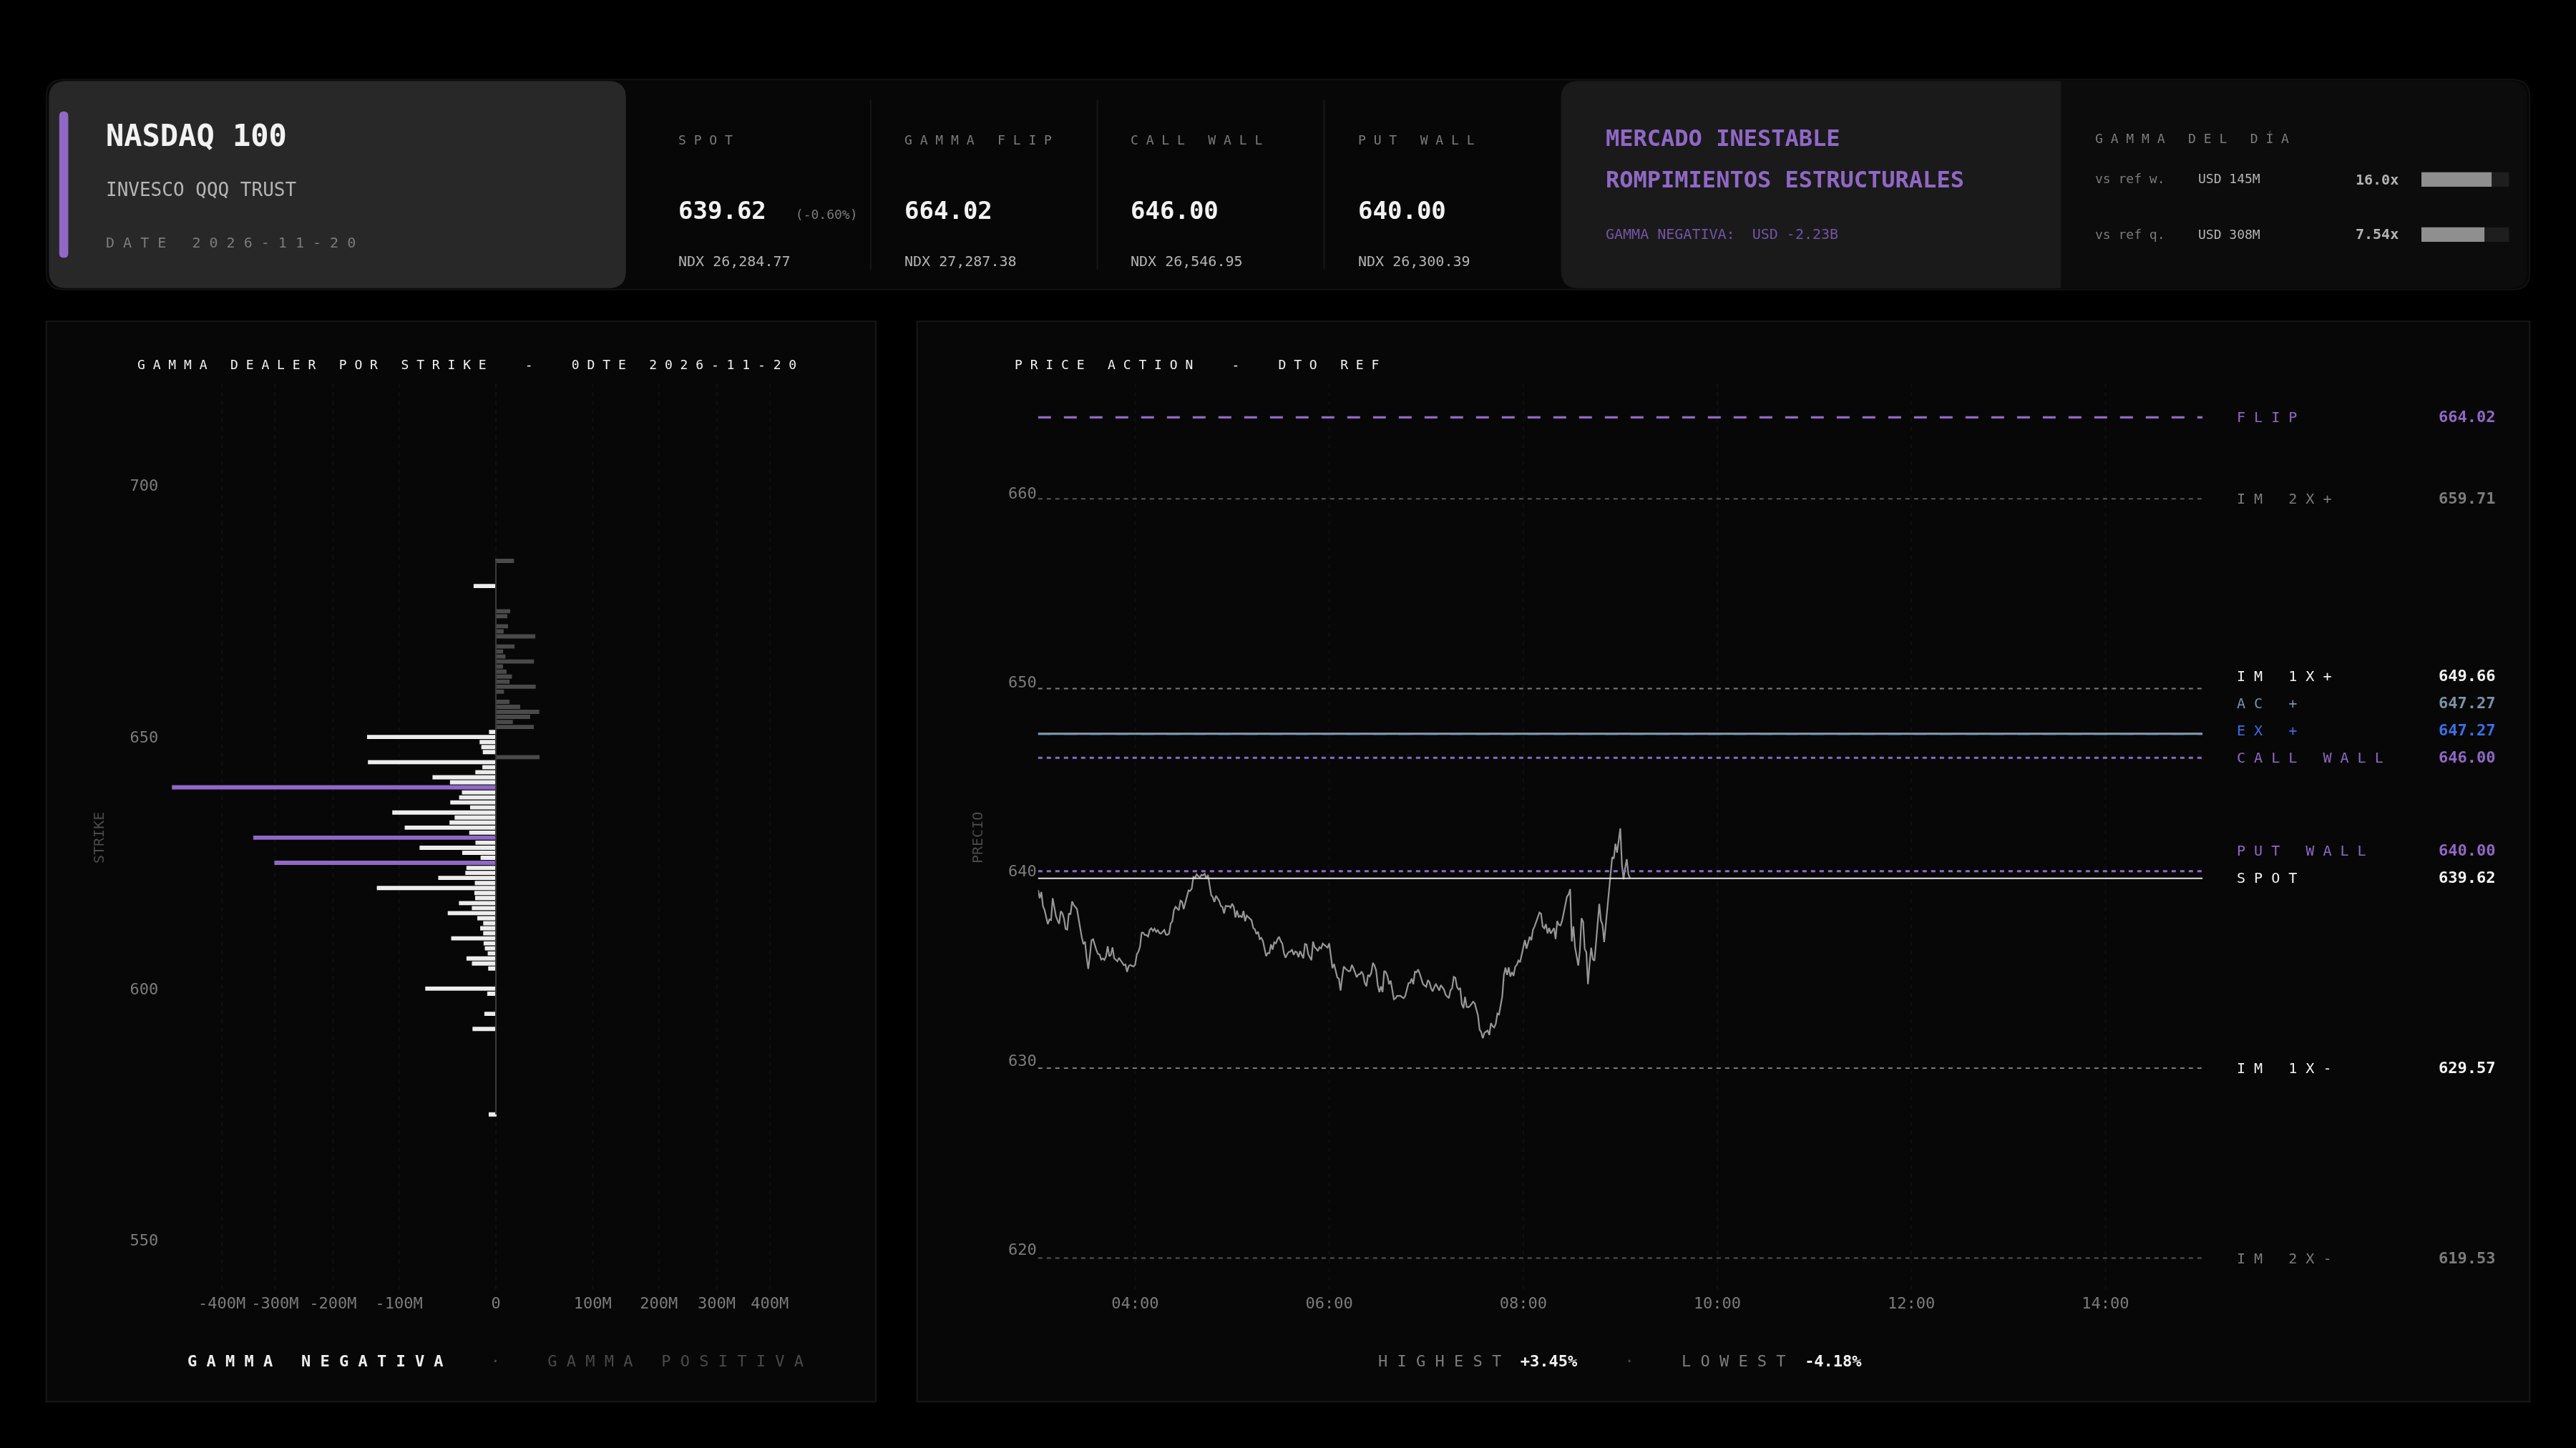 NASDAQ 100
INVESCO QQQ TRUST
DATE 2026-11-20
SPOT
639.62 (-0.60%)
NDX 26,284.77
GAMMA FLIP
664.02
NDX 27,287.38
CALL WALL
646.00
NDX 26,546.95
PUT WALL
640.00
NDX 26,300.39
MERCADO INESTABLE
ROMPIMIENTOS ESTRUCTURALES
GAMMA NEGATIVA: USD -2.23B
GAMMA DEL DÍA
vs ref w. USD 145M 16.0x
vs ref q. USD 308M 7.54x
GAMMA DEALER POR STRIKE - 0DTE 2026-11-20
STRIKE
700
650
600
550
-400M -300M -200M -100M 0 100M 200M 300M 400M
GAMMA NEGATIVA · GAMMA POSITIVA
PRICE ACTION - DTO REF
PRECIO
660
650
640
630
620
FLIP 664.02
IM 2X+ 659.71
IM 1X+ 649.66
AC + 647.27
EX + 647.27
CALL WALL 646.00
PUT WALL 640.00
SPOT 639.62
IM 1X- 629.57
IM 2X- 619.53
04:00 06:00 08:00 10:00 12:00 14:00
HIGHEST +3.45% · LOWEST -4.18%